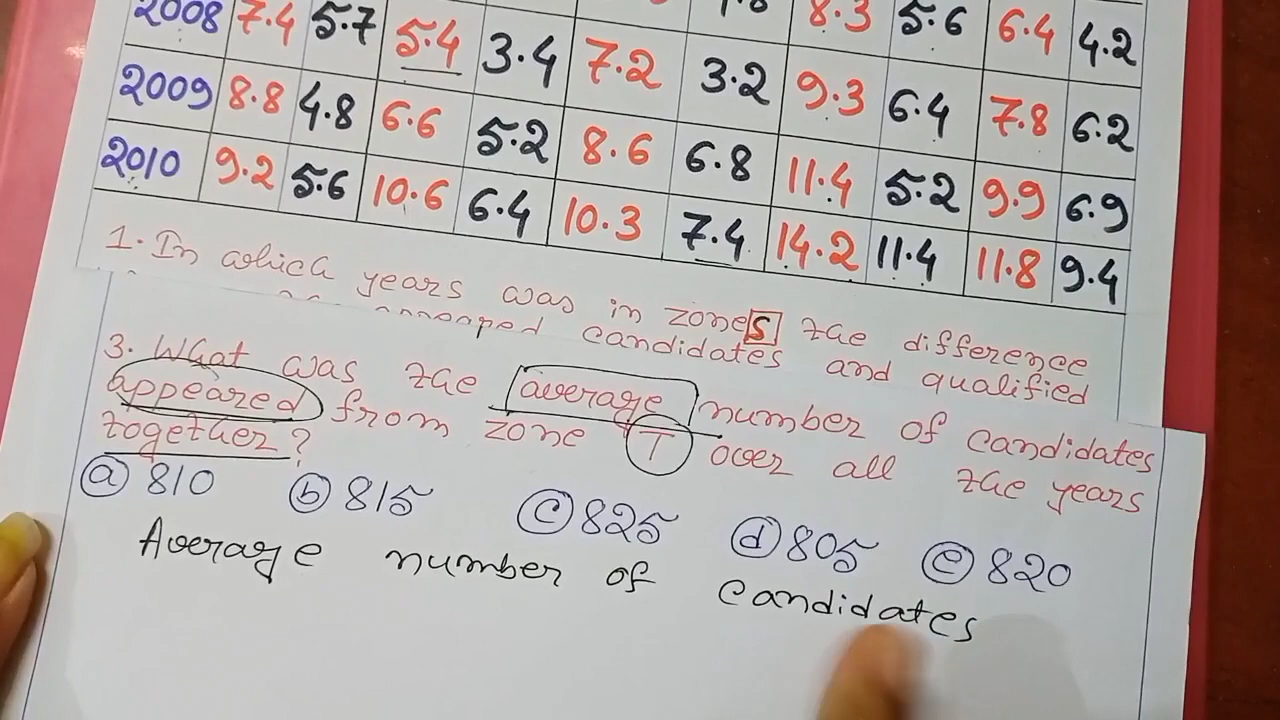 8.3 5.6 6.4 4.2
2008 7.4 5.7 5.4 3.4 7.2 3.2 9.3 6.4 7.8 6.2
2009 8.8 4.8 6.6 5.2 8.6 6.8 11.4 5.2 9.9 6.9
2010 9.2 5.6 10.6 6.4 10.3 7.4 14.2 11.4 11.8 9.4
1. In which years was in zone S the difference
candidates and qualified
3. What was the average number of candidates
appeared from zone T over all the years
together?
(a) 810 (b) 815 (c) 825 (d) 805 (e) 820
Average number of candidates